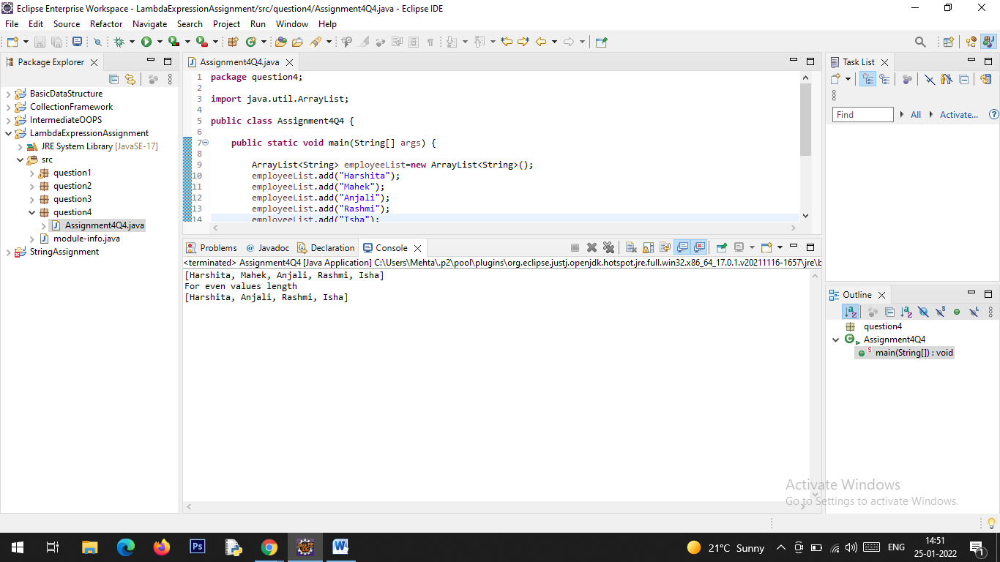 Eclipse Enterprise Workspace - LambdaExpressionAssignment/src/question4/Assignment4Q4.java - Eclipse IDE
File Edit Source Refactor Navigate Search Project Run Window Help
Package Explorer
BasicDataStructure
CollectionFramework
IntermediateOOPS
LambdaExpressionAssignment
JRE System Library [JavaSE-17]
src
question1
question2
question3
question4
Assignment4Q4.java
module-info.java
StringAssignment
Assignment4Q4.java
1 package question4;
2
3 import java.util.ArrayList;
4
5 public class Assignment4Q4 {
6
7 public static void main(String[] args) {
8
9 ArrayList<String> employeeList=new ArrayList<String>();
10 employeeList.add("Harshita");
11 employeeList.add("Mahek");
12 employeeList.add("Anjali");
13 employeeList.add("Rashmi");
14 employeeList.add("Isha");
Problems @ Javadoc Declaration Console
<terminated> Assignment4Q4 [Java Application] C:\Users\Mehta\.p2\pool\plugins\org.eclipse.justj.openjdk.hotspot.jre.full.win32.x86_64_17.0.1.v20211116-1657\jre\b
[Harshita, Mahek, Anjali, Rashmi, Isha]
For even values length
[Harshita, Anjali, Rashmi, Isha]
Task List
Find All Activate...
Outline
question4
Assignment4Q4
main(String[]) : void
Activate Windows
Go to Settings to activate Windows.
21°C Sunny
ENG
14:51
25-01-2022
1